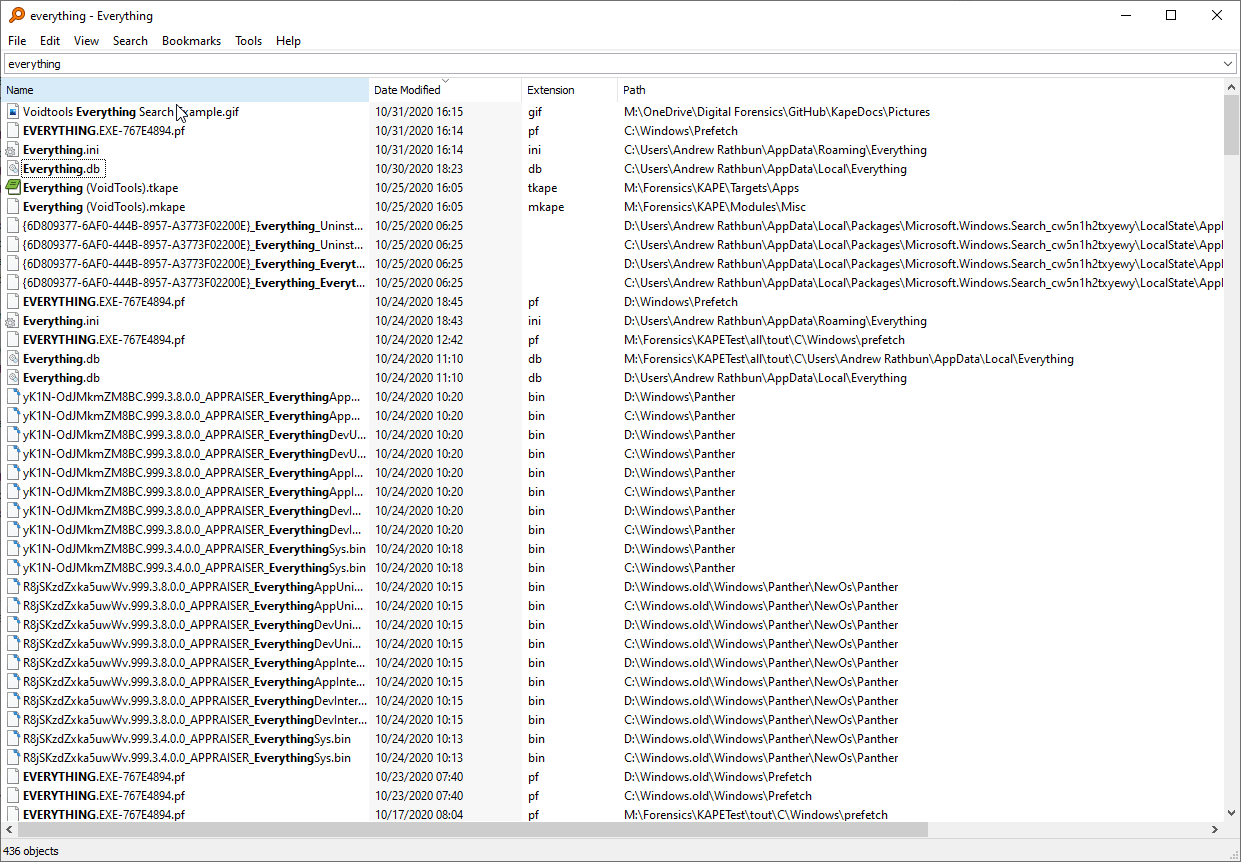 everything - Everything
File Edit View Search Bookmarks Tools Help
everything
Name Date Modified Extension Path
Voidtools Everything Search Example.gif 10/31/2020 16:15 gif M:\OneDrive\Digital Forensics\GitHub\KapeDocs\Pictures
EVERYTHING.EXE-767E4894.pf 10/31/2020 16:14 pf C:\Windows\Prefetch
Everything.ini 10/31/2020 16:14 ini C:\Users\Andrew Rathbun\AppData\Roaming\Everything
Everything.db 10/30/2020 18:23 db C:\Users\Andrew Rathbun\AppData\Local\Everything
Everything (VoidTools).tkape 10/25/2020 16:05 tkape M:\Forensics\KAPE\Targets\Apps
Everything (VoidTools).mkape 10/25/2020 16:05 mkape M:\Forensics\KAPE\Modules\Misc
{6D809377-6AF0-444B-8957-A3773F02200E}_Everything_Uninst... 10/25/2020 06:25 D:\Users\Andrew Rathbun\AppData\Local\Packages\Microsoft.Windows.Search_cw5n1h2txyewy\LocalState\Appl
{6D809377-6AF0-444B-8957-A3773F02200E}_Everything_Uninst... 10/25/2020 06:25 C:\Users\Andrew Rathbun\AppData\Local\Packages\Microsoft.Windows.Search_cw5n1h2txyewy\LocalState\Appl
{6D809377-6AF0-444B-8957-A3773F02200E}_Everything_Everyt... 10/25/2020 06:25 D:\Users\Andrew Rathbun\AppData\Local\Packages\Microsoft.Windows.Search_cw5n1h2txyewy\LocalState\Appl
{6D809377-6AF0-444B-8957-A3773F02200E}_Everything_Everyt... 10/25/2020 06:25 C:\Users\Andrew Rathbun\AppData\Local\Packages\Microsoft.Windows.Search_cw5n1h2txyewy\LocalState\Appl
EVERYTHING.EXE-767E4894.pf 10/24/2020 18:45 pf D:\Windows\Prefetch
Everything.ini 10/24/2020 18:43 ini D:\Users\Andrew Rathbun\AppData\Roaming\Everything
EVERYTHING.EXE-767E4894.pf 10/24/2020 12:42 pf M:\Forensics\KAPETest\all\tout\C\Windows\prefetch
Everything.db 10/24/2020 11:10 db M:\Forensics\KAPETest\all\tout\C\Users\Andrew Rathbun\AppData\Local\Everything
Everything.db 10/24/2020 11:10 db D:\Users\Andrew Rathbun\AppData\Local\Everything
yK1N-OdJMkmZM8BC.999.3.8.0.0_APPRAISER_EverythingApp... 10/24/2020 10:20 bin D:\Windows\Panther
yK1N-OdJMkmZM8BC.999.3.8.0.0_APPRAISER_EverythingApp... 10/24/2020 10:20 bin C:\Windows\Panther
yK1N-OdJMkmZM8BC.999.3.8.0.0_APPRAISER_EverythingDevU... 10/24/2020 10:20 bin D:\Windows\Panther
yK1N-OdJMkmZM8BC.999.3.8.0.0_APPRAISER_EverythingDevU... 10/24/2020 10:20 bin C:\Windows\Panther
yK1N-OdJMkmZM8BC.999.3.8.0.0_APPRAISER_EverythingAppI... 10/24/2020 10:20 bin D:\Windows\Panther
yK1N-OdJMkmZM8BC.999.3.8.0.0_APPRAISER_EverythingAppI... 10/24/2020 10:20 bin C:\Windows\Panther
yK1N-OdJMkmZM8BC.999.3.8.0.0_APPRAISER_EverythingDevI... 10/24/2020 10:20 bin D:\Windows\Panther
yK1N-OdJMkmZM8BC.999.3.8.0.0_APPRAISER_EverythingDevI... 10/24/2020 10:20 bin C:\Windows\Panther
yK1N-OdJMkmZM8BC.999.3.4.0.0_APPRAISER_EverythingSys.bin 10/24/2020 10:18 bin D:\Windows\Panther
yK1N-OdJMkmZM8BC.999.3.4.0.0_APPRAISER_EverythingSys.bin 10/24/2020 10:18 bin C:\Windows\Panther
R8jSKzdZxka5uwWv.999.3.8.0.0_APPRAISER_EverythingAppUni... 10/24/2020 10:15 bin D:\Windows.old\Windows\Panther\NewOs\Panther
R8jSKzdZxka5uwWv.999.3.8.0.0_APPRAISER_EverythingAppUni... 10/24/2020 10:15 bin C:\Windows.old\Windows\Panther\NewOs\Panther
R8jSKzdZxka5uwWv.999.3.8.0.0_APPRAISER_EverythingDevUni... 10/24/2020 10:15 bin D:\Windows.old\Windows\Panther\NewOs\Panther
R8jSKzdZxka5uwWv.999.3.8.0.0_APPRAISER_EverythingDevUni... 10/24/2020 10:15 bin C:\Windows.old\Windows\Panther\NewOs\Panther
R8jSKzdZxka5uwWv.999.3.8.0.0_APPRAISER_EverythingAppInte... 10/24/2020 10:15 bin D:\Windows.old\Windows\Panther\NewOs\Panther
R8jSKzdZxka5uwWv.999.3.8.0.0_APPRAISER_EverythingAppInte... 10/24/2020 10:15 bin C:\Windows.old\Windows\Panther\NewOs\Panther
R8jSKzdZxka5uwWv.999.3.8.0.0_APPRAISER_EverythingDevInter... 10/24/2020 10:15 bin D:\Windows.old\Windows\Panther\NewOs\Panther
R8jSKzdZxka5uwWv.999.3.8.0.0_APPRAISER_EverythingDevInter... 10/24/2020 10:15 bin C:\Windows.old\Windows\Panther\NewOs\Panther
R8jSKzdZxka5uwWv.999.3.4.0.0_APPRAISER_EverythingSys.bin 10/24/2020 10:13 bin D:\Windows.old\Windows\Panther\NewOs\Panther
R8jSKzdZxka5uwWv.999.3.4.0.0_APPRAISER_EverythingSys.bin 10/24/2020 10:13 bin C:\Windows.old\Windows\Panther\NewOs\Panther
EVERYTHING.EXE-767E4894.pf 10/23/2020 07:40 pf D:\Windows.old\Windows\Prefetch
EVERYTHING.EXE-767E4894.pf 10/23/2020 07:40 pf C:\Windows.old\Windows\Prefetch
EVERYTHING.EXE-767E4894.pf 10/17/2020 08:04 pf M:\Forensics\KAPETest\tout\C\Windows\prefetch
436 objects